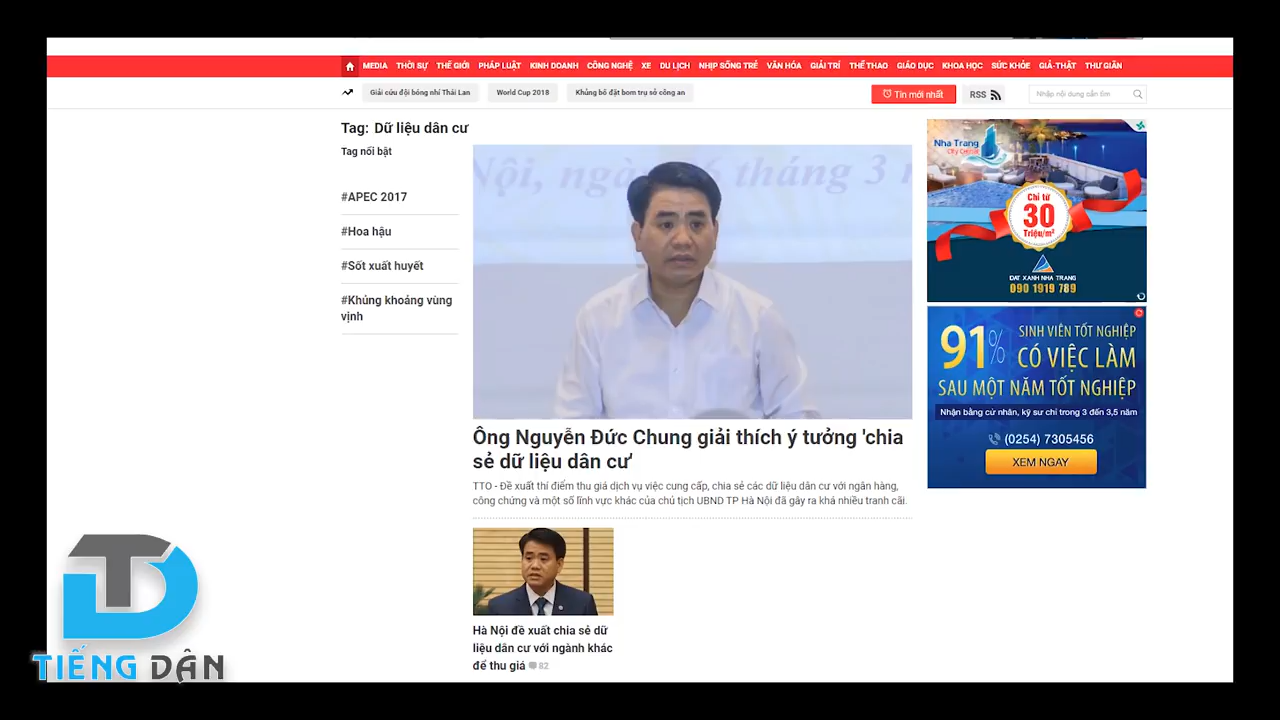 MEDIA THỜI SỰ THẾ GIỚI PHÁP LUẬT KINH DOANH CÔNG NGHỆ XE DU LỊCH NHỊP SỐNG TRẺ VĂN HÓA GIẢI TRÍ THỂ THAO GIÁO DỤC KHOA HỌC SỨC KHỎE GIẢ-THẬT THƯ GIÃN
Giải cứu đội bóng nhí Thái Lan World Cup 2018 Khủng bố đặt bom trụ sở công an Tin mới nhất RSS Nhập nội dung cần tìm
Tag: Dữ liệu dân cư
Tag nổi bật
#APEC 2017
#Hoa hậu
#Sốt xuất huyết
#Khủng khoảng vùng
vịnh
Nội, ngày 6 tháng 3
Ông Nguyễn Đức Chung giải thích ý tưởng 'chia
sẻ dữ liệu dân cư'
TTO - Đề xuất thí điểm thu giá dịch vụ việc cung cấp, chia sẻ các dữ liệu dân cư với ngân hàng,
công chứng và một số lĩnh vực khác của chủ tịch UBND TP Hà Nội đã gây ra khá nhiều tranh cãi.
Hà Nội đề xuất chia sẻ dữ
liệu dân cư với ngành khác
để thu giá 82
Nha Trang
City Central
Chỉ từ
30
Triệu/m²
DAT XANH NHA TRANG
090 1919 789
91% SINH VIÊN TỐT NGHIỆP
CÓ VIỆC LÀM
SAU MỘT NĂM TỐT NGHIỆP
Nhận bằng cử nhân, kỹ sư chỉ trong 3 đến 3,5 năm
(0254) 7305456
XEM NGAY
TD
TIẾNG DÂN